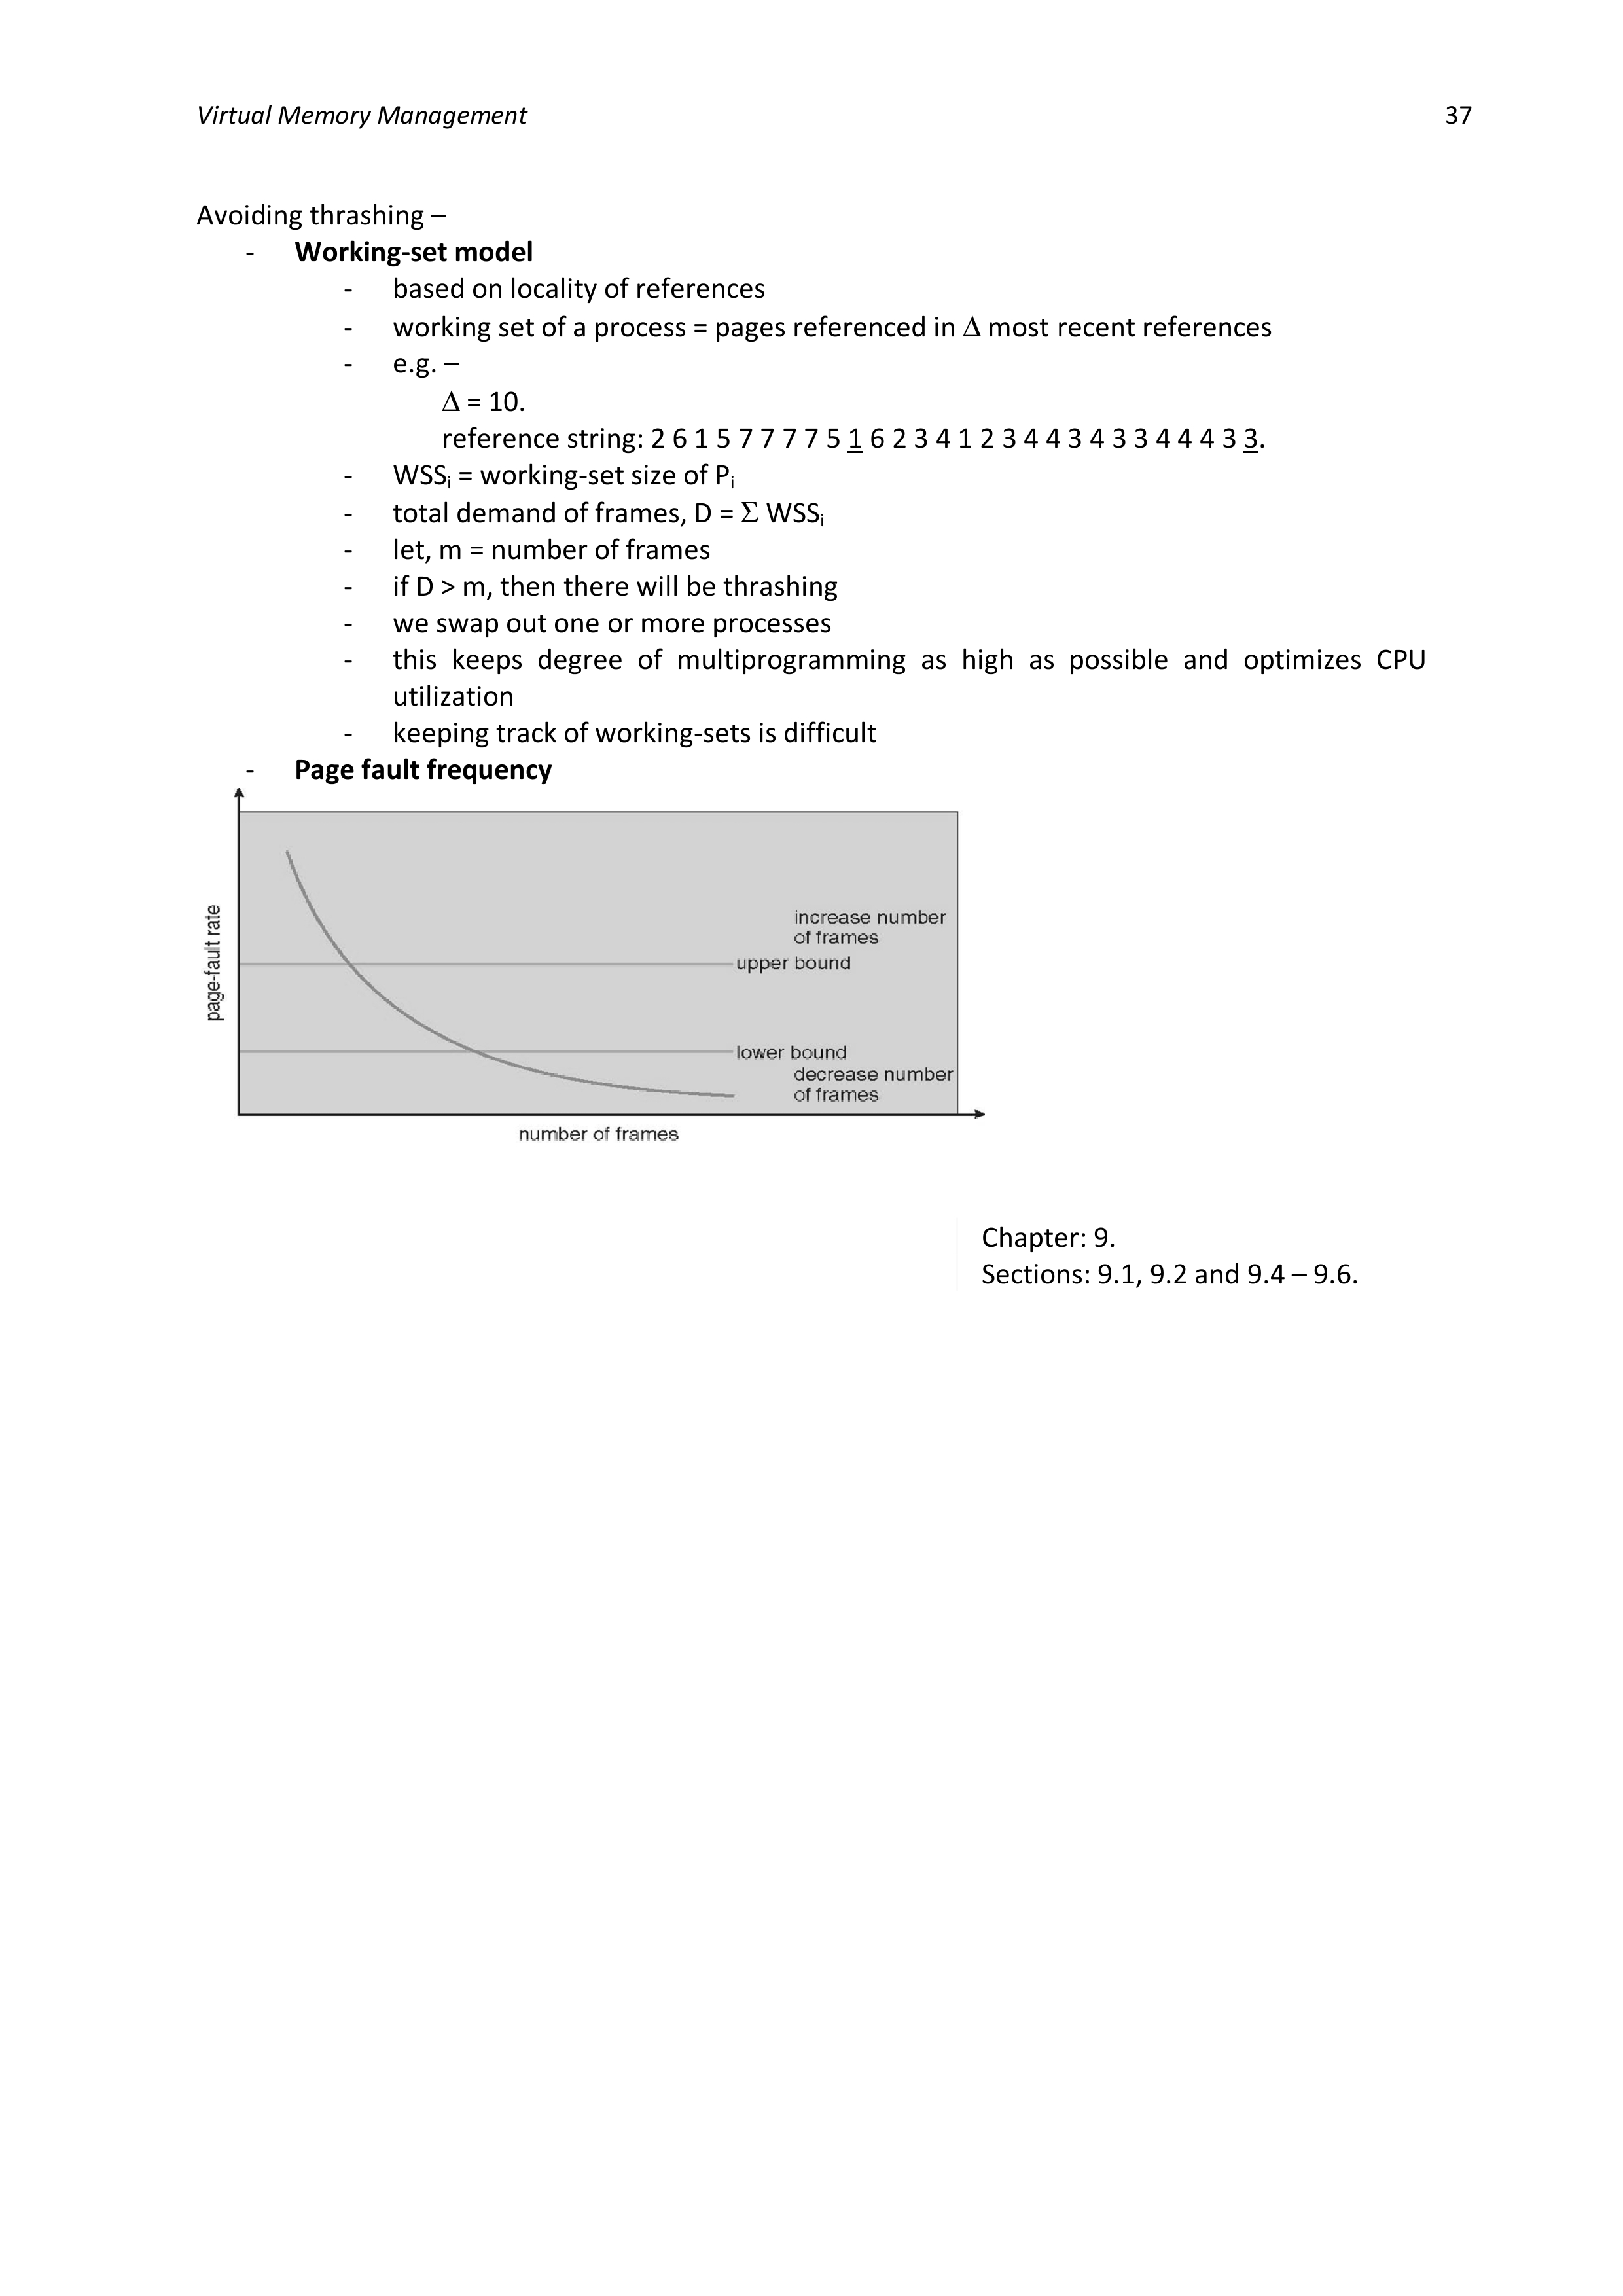 Virtual Memory Management 37
Avoiding thrashing –
- Working-set model
- based on locality of references
- working set of a process = pages referenced in Δ most recent references
- e.g. –
Δ = 10.
reference string: 2 6 1 5 7 7 7 7 5 1 6 2 3 4 1 2 3 4 4 3 4 3 3 4 4 4 3 3.
- WSSi = working-set size of Pi
- total demand of frames, D = Σ WSSi
- let, m = number of frames
- if D > m, then there will be thrashing
- we swap out one or more processes
- this keeps degree of multiprogramming as high as possible and optimizes CPU
utilization
- keeping track of working-sets is difficult
- Page fault frequency
page-fault rate
increase number
of frames
upper bound
lower bound
decrease number
of frames
number of frames
Chapter: 9.
Sections: 9.1, 9.2 and 9.4 – 9.6.